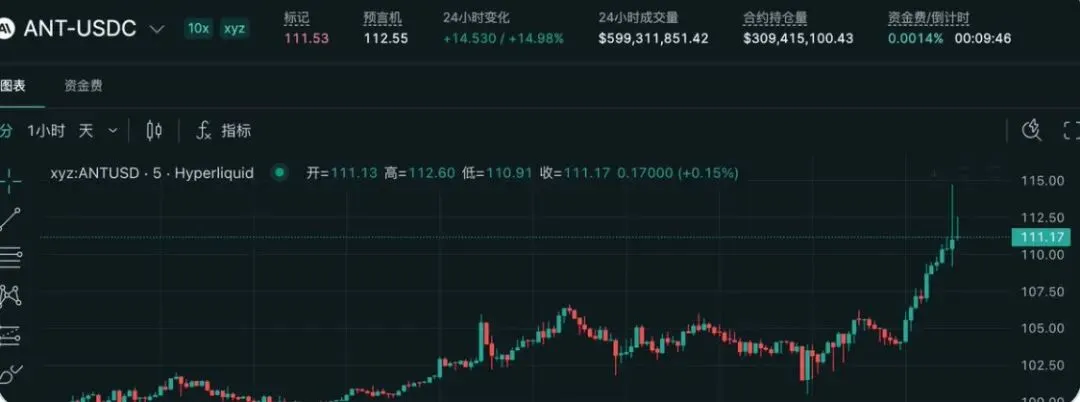 ANT-USDC 10x xyz
标记 预言机 24小时变化 24小时成交量 合约持仓量 资金费/倒计时
111.53 112.55 +14.530 / +14.98% $599,311,851.42 $309,415,100.43 0.0014% 00:09:46
图表 资金费
分 1小时 天 指标
xyz:ANTUSD · 5 · Hyperliquid 开=111.13 高=112.60 低=110.91 收=111.17 0.17000 (+0.15%)
115.00
112.50
111.17
110.00
107.50
105.00
102.50
100.00